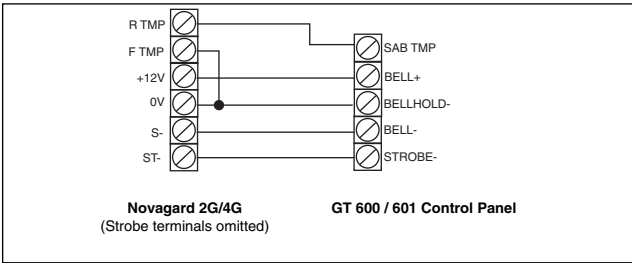 R TMP
F TMP
+12V
0V
S-
ST-
SAB TMP
BELL+
BELLHOLD-
BELL-
STROBE-
Novagard 2G/4G
(Strobe terminals omitted)
GT 600 / 601 Control Panel